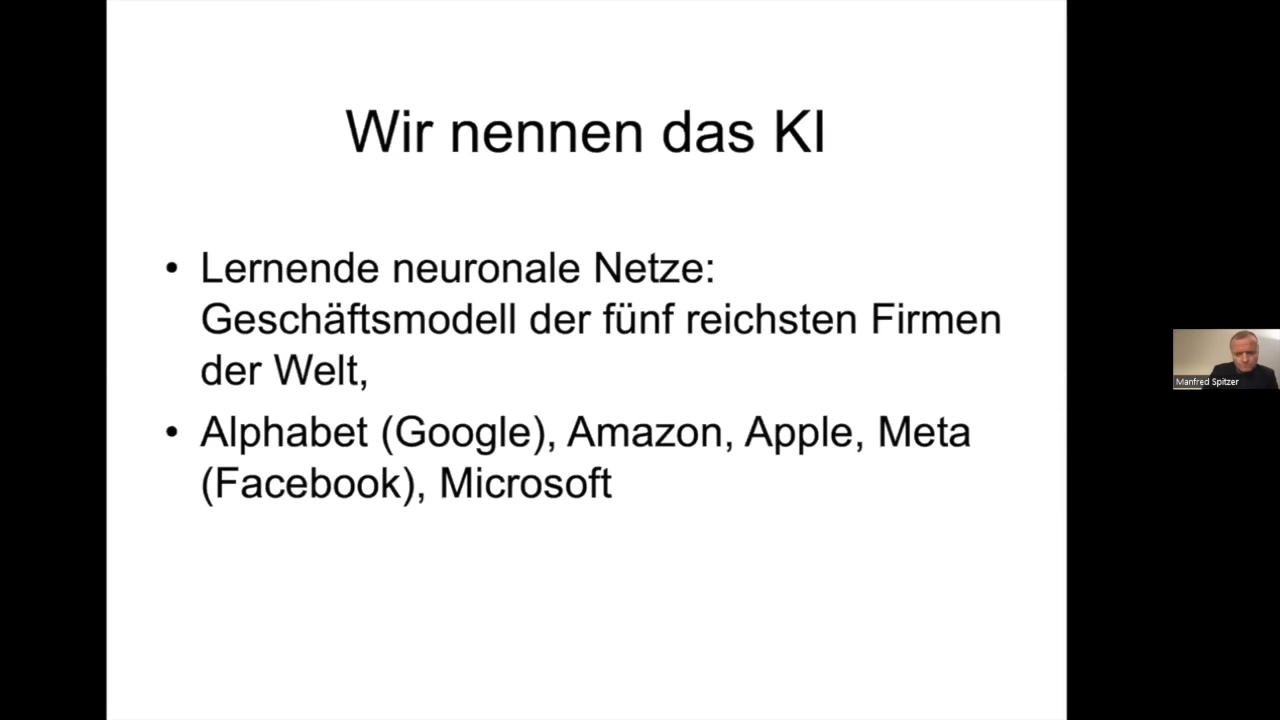 Wir nennen das KI
• Lernende neuronale Netze:
Geschäftsmodell der fünf reichsten Firmen
der Welt,
• Alphabet (Google), Amazon, Apple, Meta
(Facebook), Microsoft
Manfred Spitzer